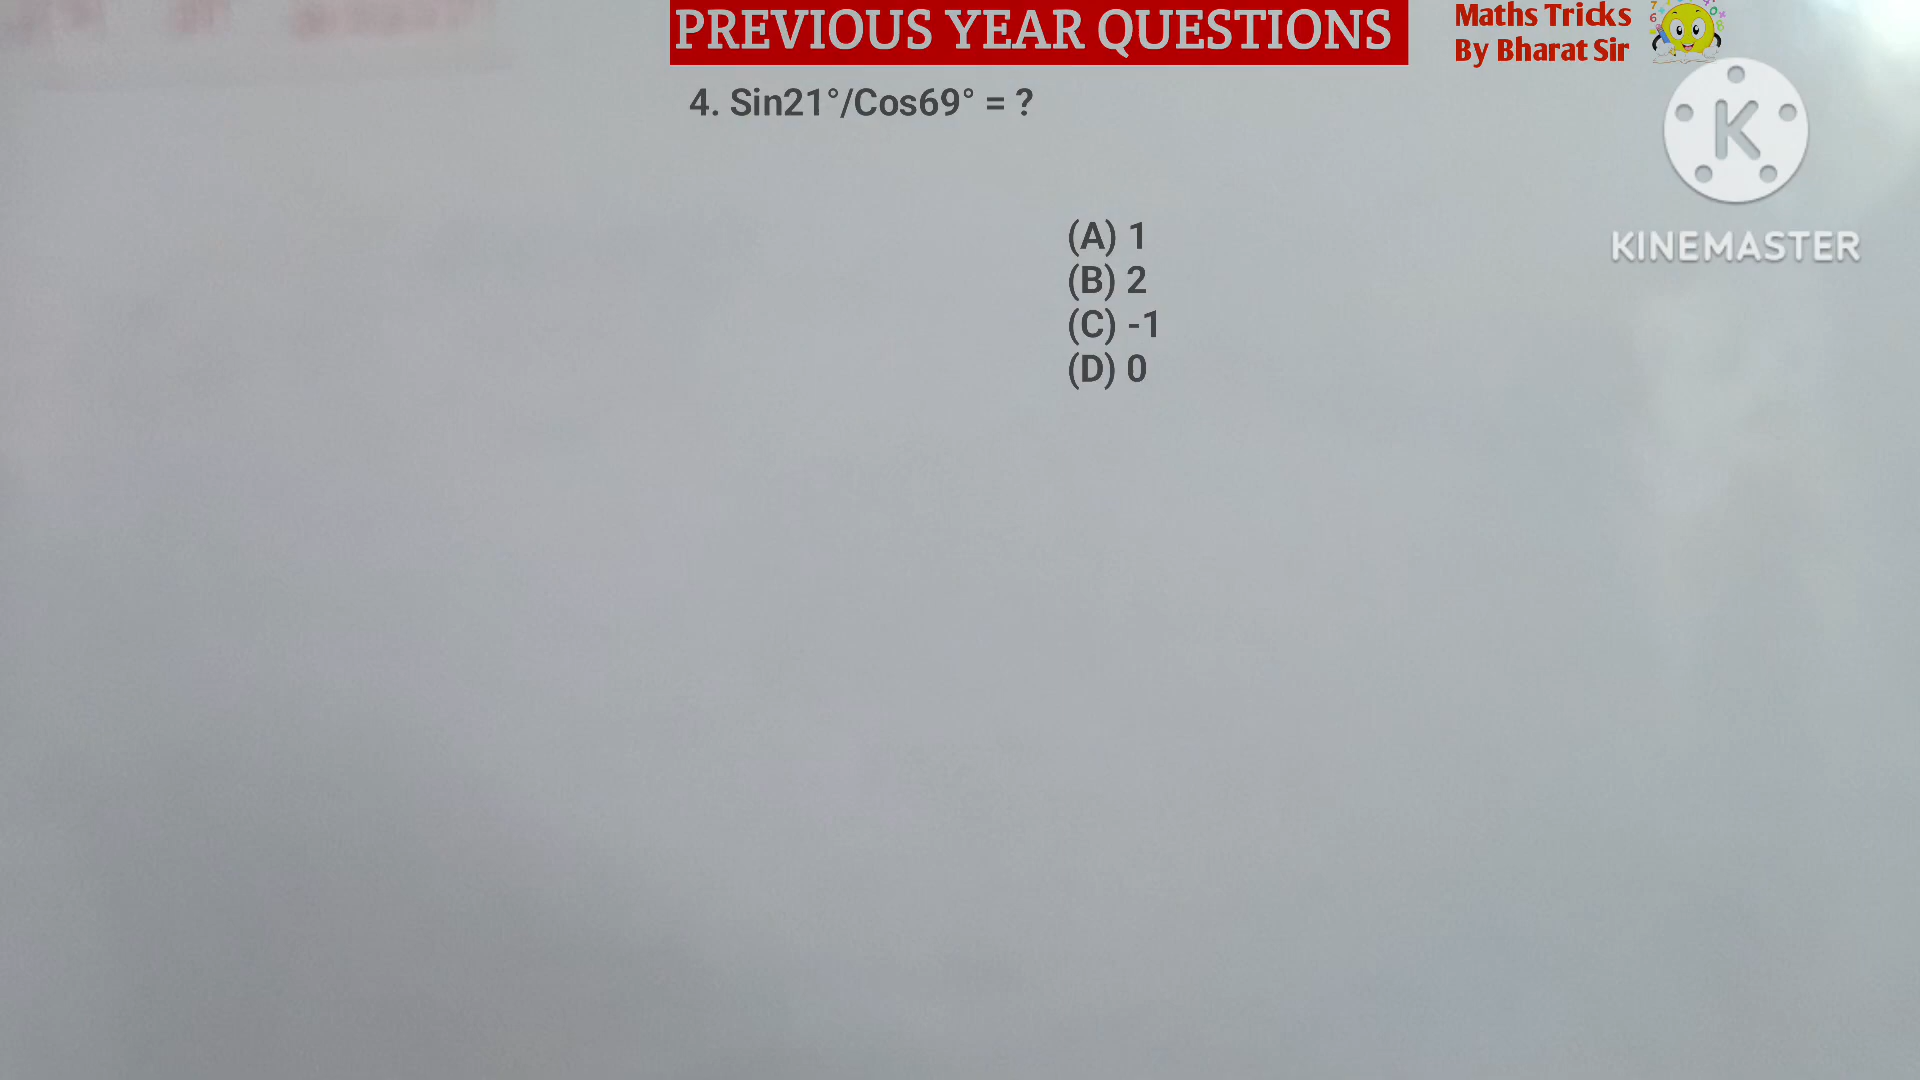 PREVIOUS YEAR QUESTIONS
Maths Tricks
By Bharat Sir
4. Sin21°/Cos69° = ?
K
KINEMASTER
(A) 1
(B) 2
(C) -1
(D) 0